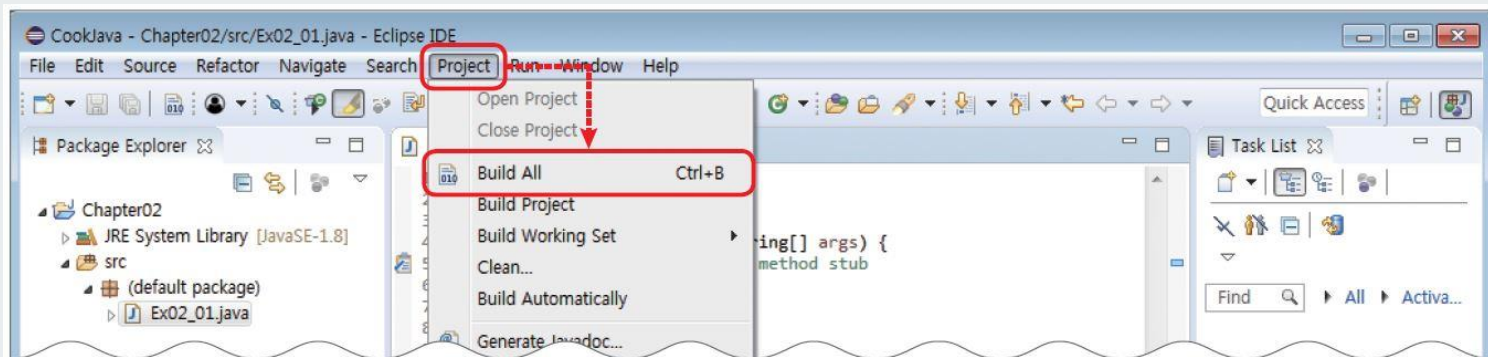 CookJava - Chapter02/src/Ex02_01.java - Eclipse IDE
File Edit Source Refactor Navigate Search Project Run Window Help
Quick Access
Package Explorer
Chapter02
JRE System Library [JavaSE-1.8]
src
(default package)
Ex02_01.java
Open Project
Close Project
Build All Ctrl+B
Build Project
Build Working Set
Clean...
Build Automatically
Generate Javadoc...
ring[] args) {
method stub
Task List
Find All Activa...